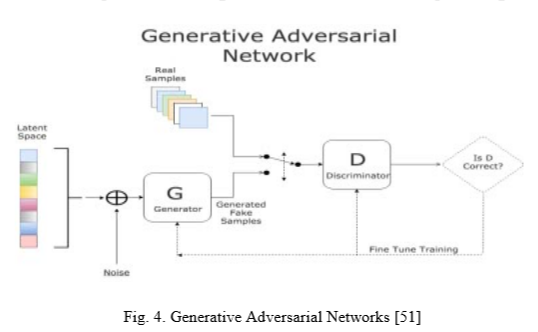 Generative Adversarial
Network
Real
Samples
Latent
Space
G
Generator
Generated
Fake
Samples
D
Discriminator
Is D
Correct?
Fine Tune Training
Noise
Fig. 4. Generative Adversarial Networks [51]